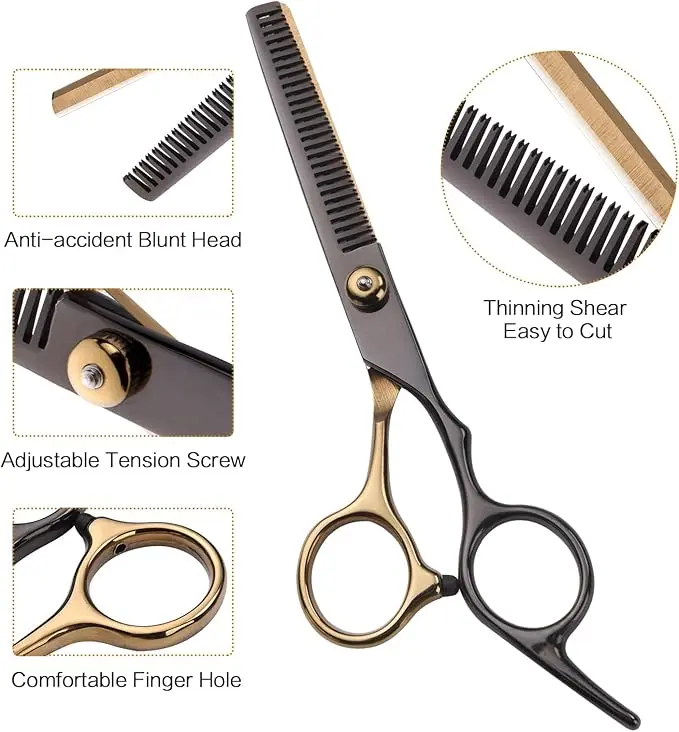 Anti-accident Blunt Head
Thinning Shear
Easy to Cut
Adjustable Tension Screw
Comfortable Finger Hole